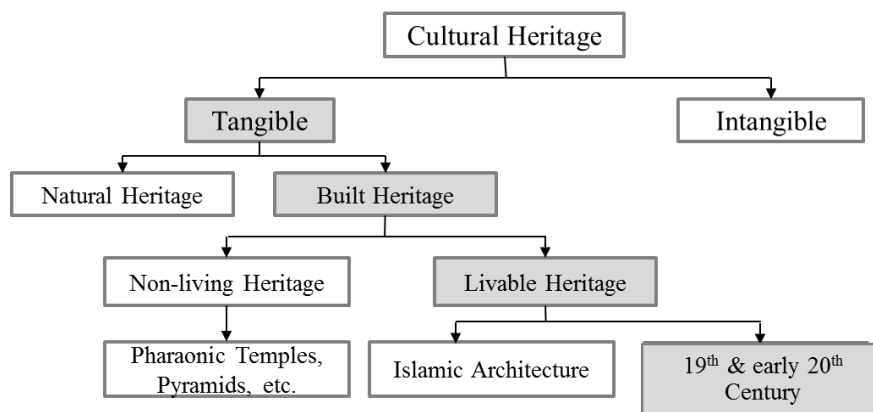 Cultural Heritage
Tangible
Intangible
Natural Heritage
Built Heritage
Non-living Heritage
Livable Heritage
Pharaonic Temples,
Pyramids, etc.
Islamic Architecture
19th & early 20th
Century